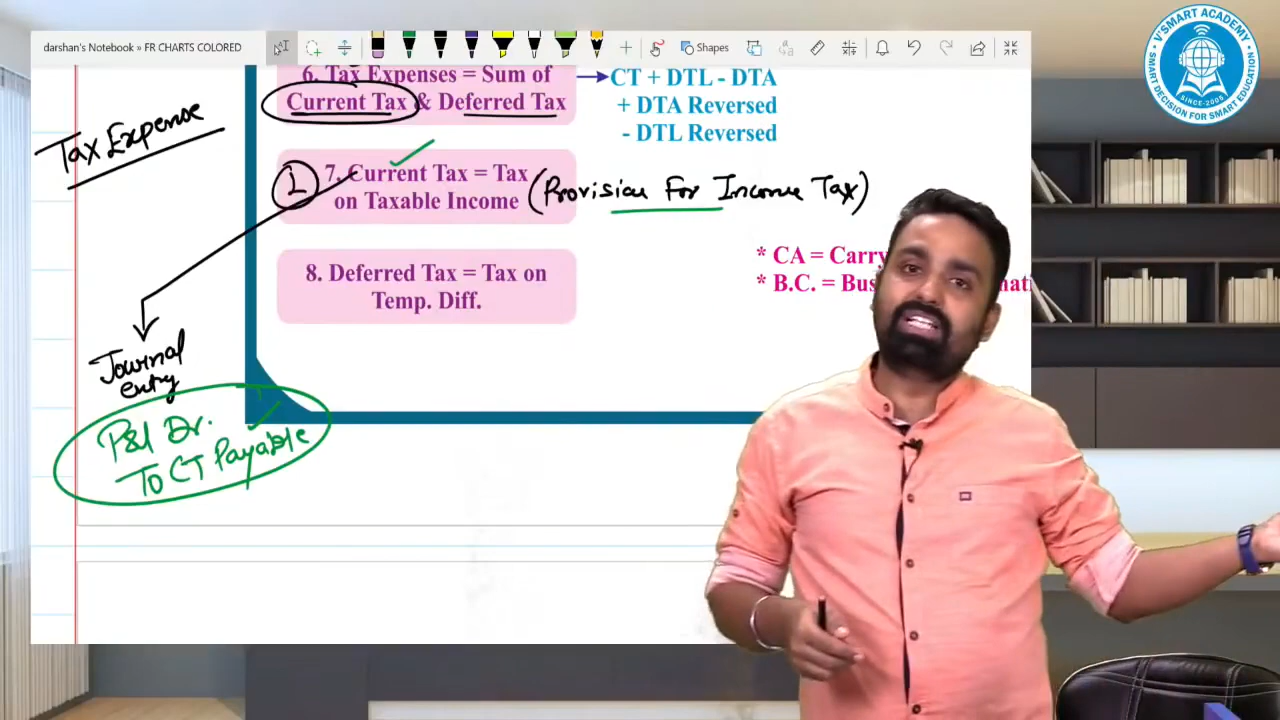 darshan's Notebook » FR CHARTS COLORED
Shapes
V'SMART ACADEMY
SMART DECISION FOR SMART EDUCATION
SINCE-2005
6. Tax Expenses = Sum of
Current Tax & Deferred Tax
CT + DTL - DTA
+ DTA Reversed
- DTL Reversed
Tax Expense
1
7. Current Tax = Tax
on Taxable Income
(Provision For Income Tax)
8. Deferred Tax = Tax on
Temp. Diff.
* CA = Carry
* B.C. = Bus
Journal
entry
P&l Dr.
To CT Payable